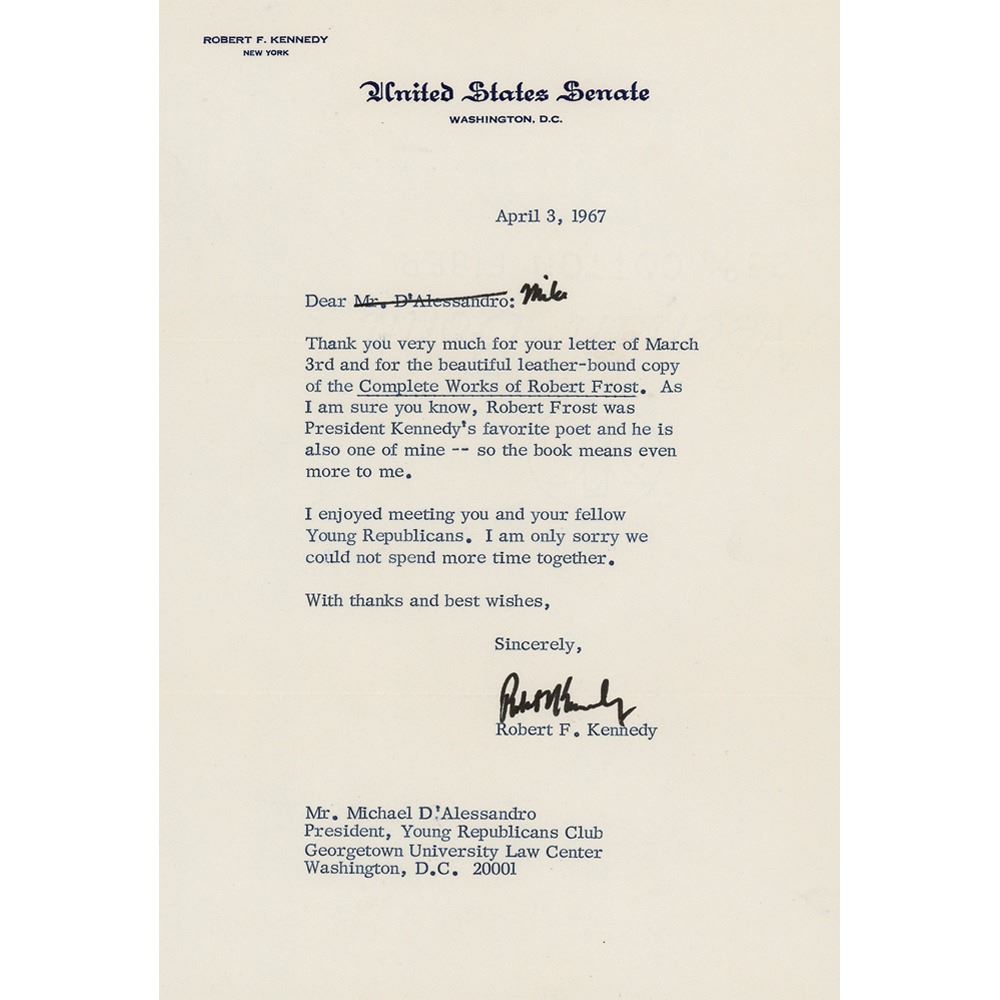 ROBERT F. KENNEDY
NEW YORK
United States Senate
WASHINGTON, D.C.
April 3, 1967
Dear Mr. D'Alessandro: Mike
Thank you very much for your letter of March
3rd and for the beautiful leather-bound copy
of the Complete Works of Robert Frost. As
I am sure you know, Robert Frost was
President Kennedy's favorite poet and he is
also one of mine -- so the book means even
more to me.
I enjoyed meeting you and your fellow
Young Republicans. I am only sorry we
could not spend more time together.
With thanks and best wishes,
Sincerely,
Robert Kennedy
Robert F. Kennedy
Mr. Michael D'Alessandro
President, Young Republicans Club
Georgetown University Law Center
Washington, D.C. 20001